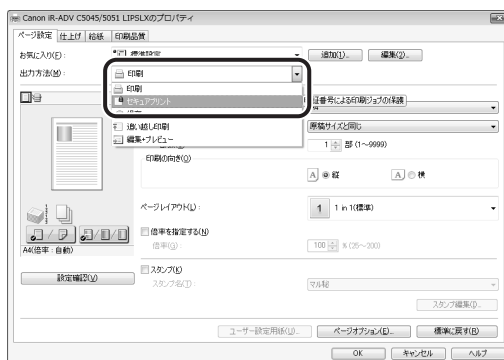 Canon iR-ADV C5045/5051 LIPSLXのプロパティ
ページ設定 仕上げ 給紙 印刷品質
お気に入り(F): 標準設定 追加(1)... 編集(2)...
出力方法(M): 印刷
印刷
セキュアプリント
証番号による印刷ジョブの保護
A4
追い越し印刷 原稿サイズと同じ
編集+プレビュー
1 部 (1~9999)
印刷の向き(O)
A 縦 A 横
ページレイアウト(L): 1 1 in 1(標準)
倍率を指定する(N)
A4(倍率: 自動) 倍率(G): 100 % (25~200)
設定確認(V) スタンプ(K)
スタンプ名(T): マル秘
スタンプ編集(I)...
ユーザー設定用紙(U)... ページオプション(E)... 標準に戻す(R)
OK キャンセル ヘルプ